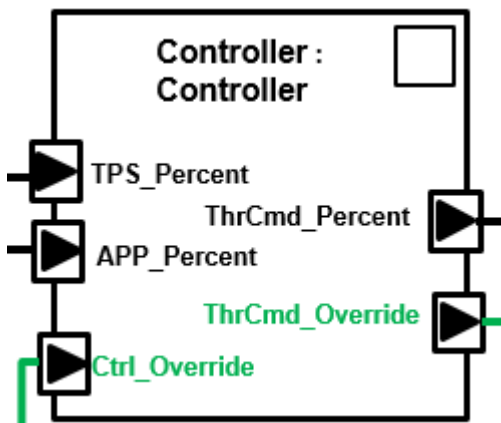 Controller :
Controller
TPS_Percent
ThrCmd_Percent
APP_Percent
ThrCmd_Override
Ctrl_Override